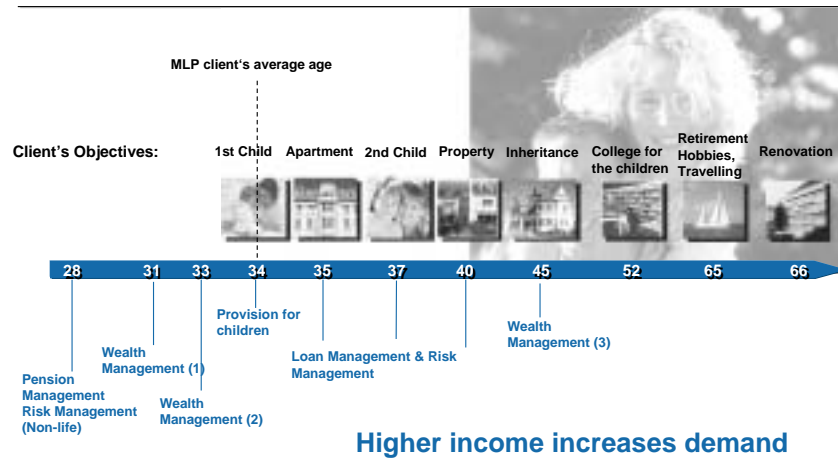 MLP client's average age
Client's Objectives:
1st Child
Apartment
2nd Child
Property
Inheritance
College for
the children
Retirement
Hobbies,
Travelling
Renovation
28
31
33
34
35
37
40
45
52
65
66
Provision for
children
Wealth
Management (1)
Loan Management & Risk
Management
Wealth
Management (3)
Pension
Management
Risk Management
(Non-life)
Wealth
Management (2)
Higher income increases demand